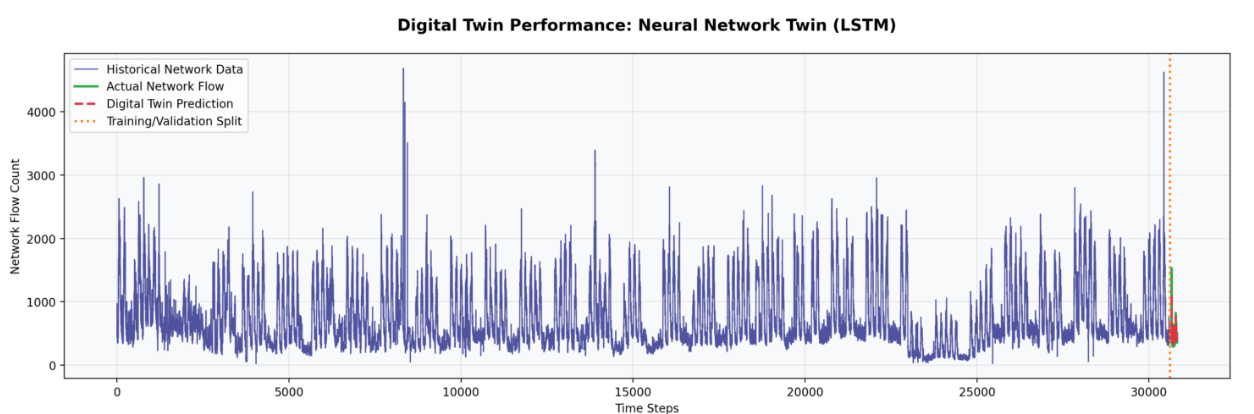 Digital Twin Performance: Neural Network Twin (LSTM)
Historical Network Data
Actual Network Flow
Digital Twin Prediction
Training/Validation Split
Network Flow Count
4000
3000
2000
1000
0
0 5000 10000 15000 20000 25000 30000
Time Steps